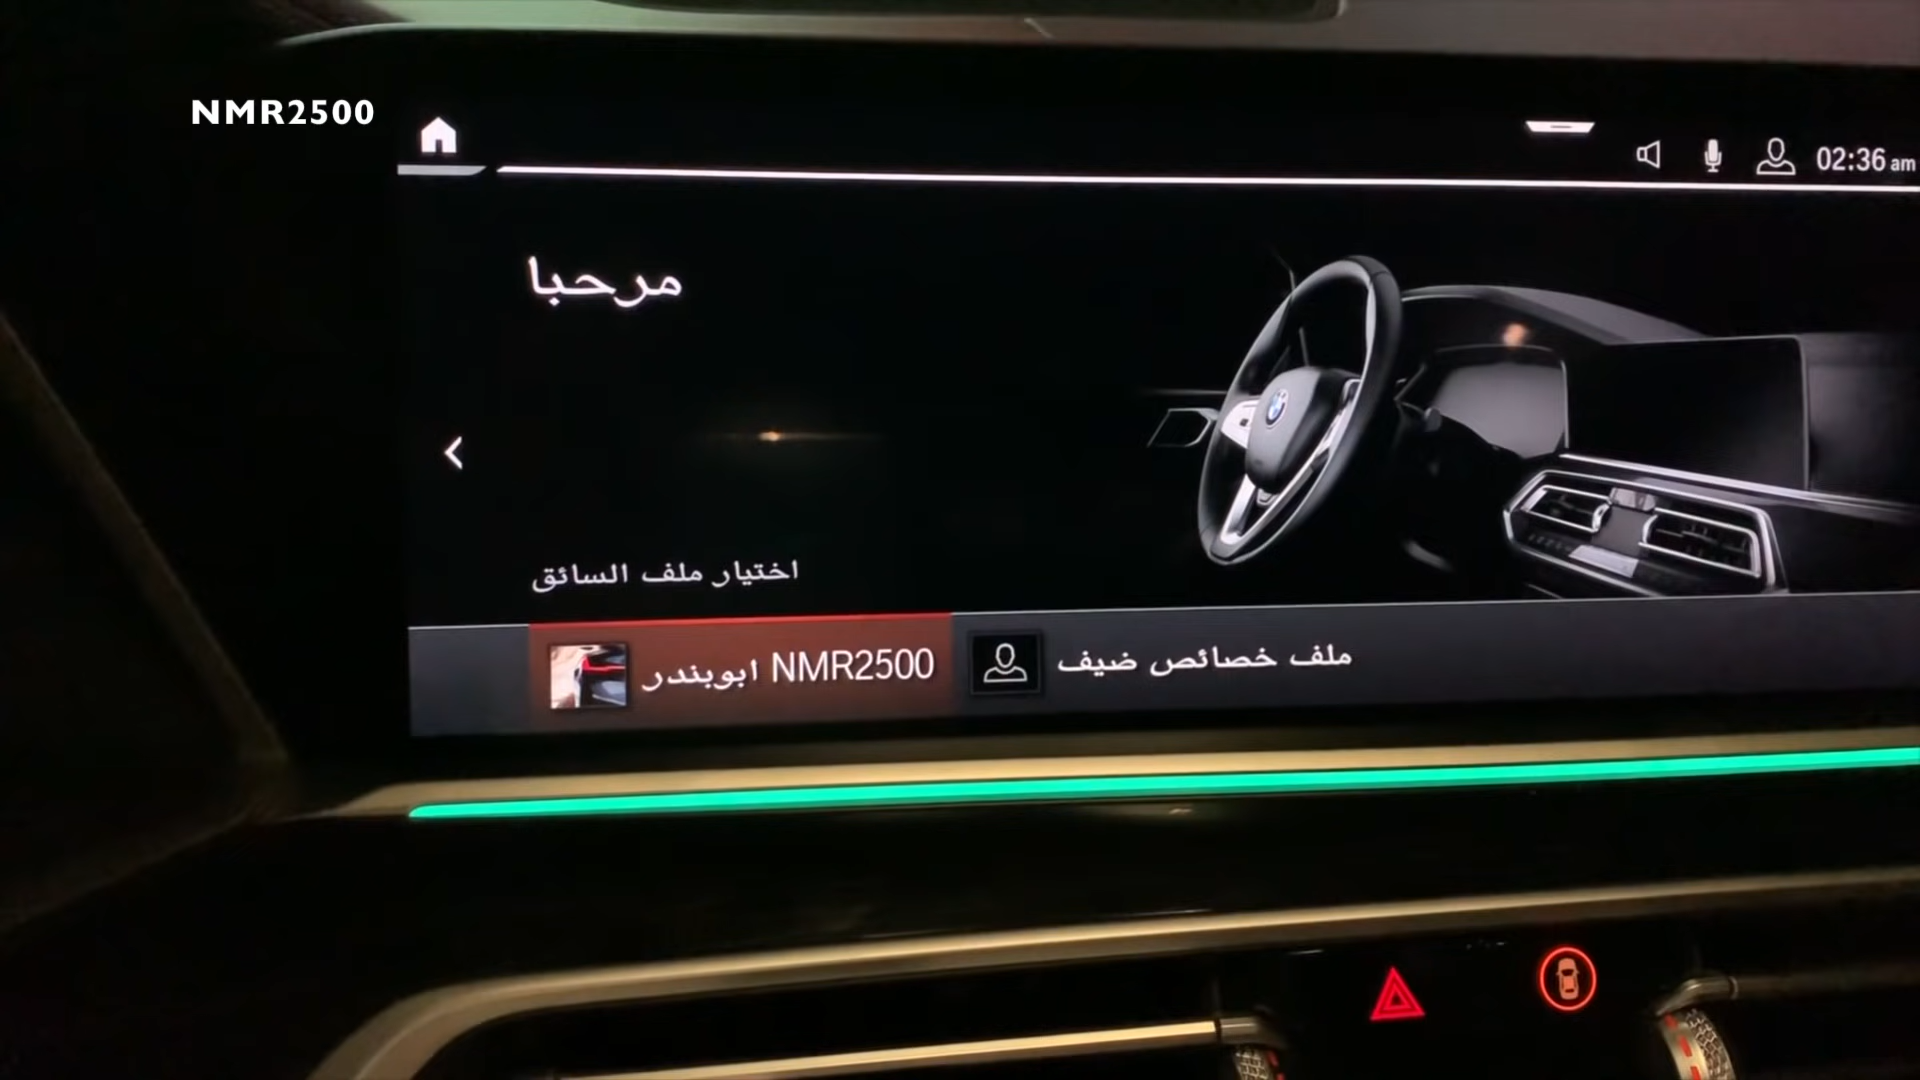 NMR2500
02:36 am
مرحبا
اختيار ملف السائق
NMR2500 ابوبندر
ملف خصائص ضيف